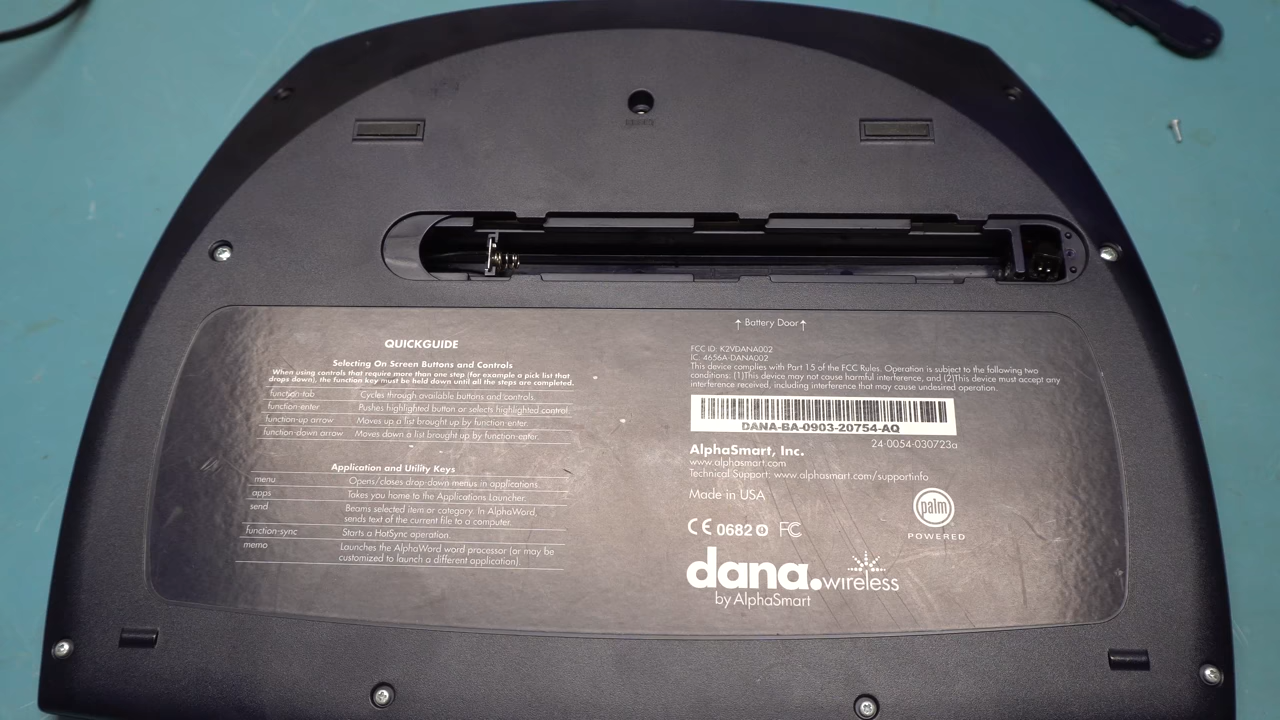 QUICKGUIDE
Selecting On Screen Buttons and Controls
When using controls that require more than one step (for example a pick list that
drops down), the function key must be held down until all the steps are completed.
function-tab Cycles through available buttons and controls.
function-enter Pushes highlighted button or selects highlighted control.
function-up arrow Moves up a list brought up by function-enter.
function-down arrow Moves down a list brought up by function-enter.
Application and Utility Keys
menu Opens/closes drop-down menus in applications.
apps Takes you home to the Applications Launcher.
send Beams selected item or category. In AlphaWord,
sends text of the current file to a computer.
function-sync Starts a HotSync operation.
memo Launches the AlphaWord word processor (or may be
customized to launch a different application).
↑ Battery Door ↑
FCC ID: K2VDANA002
IC: 4656A-DANA002
This device complies with Part 15 of the FCC Rules. Operation is subject to the following two
conditions. (1)This device may not cause harmful interference, and (2)This device must accept any
interference received, including interference that may cause undesired operation.
DANA-BA-0903-20754-AQ
24-0054-030723a
AlphaSmart, Inc.
www.alphasmart.com
Technical Support: www.alphasmart.com/supportinfo
Made in USA
palm
POWERED
CE 0682 FC
dana.wireless
by AlphaSmart